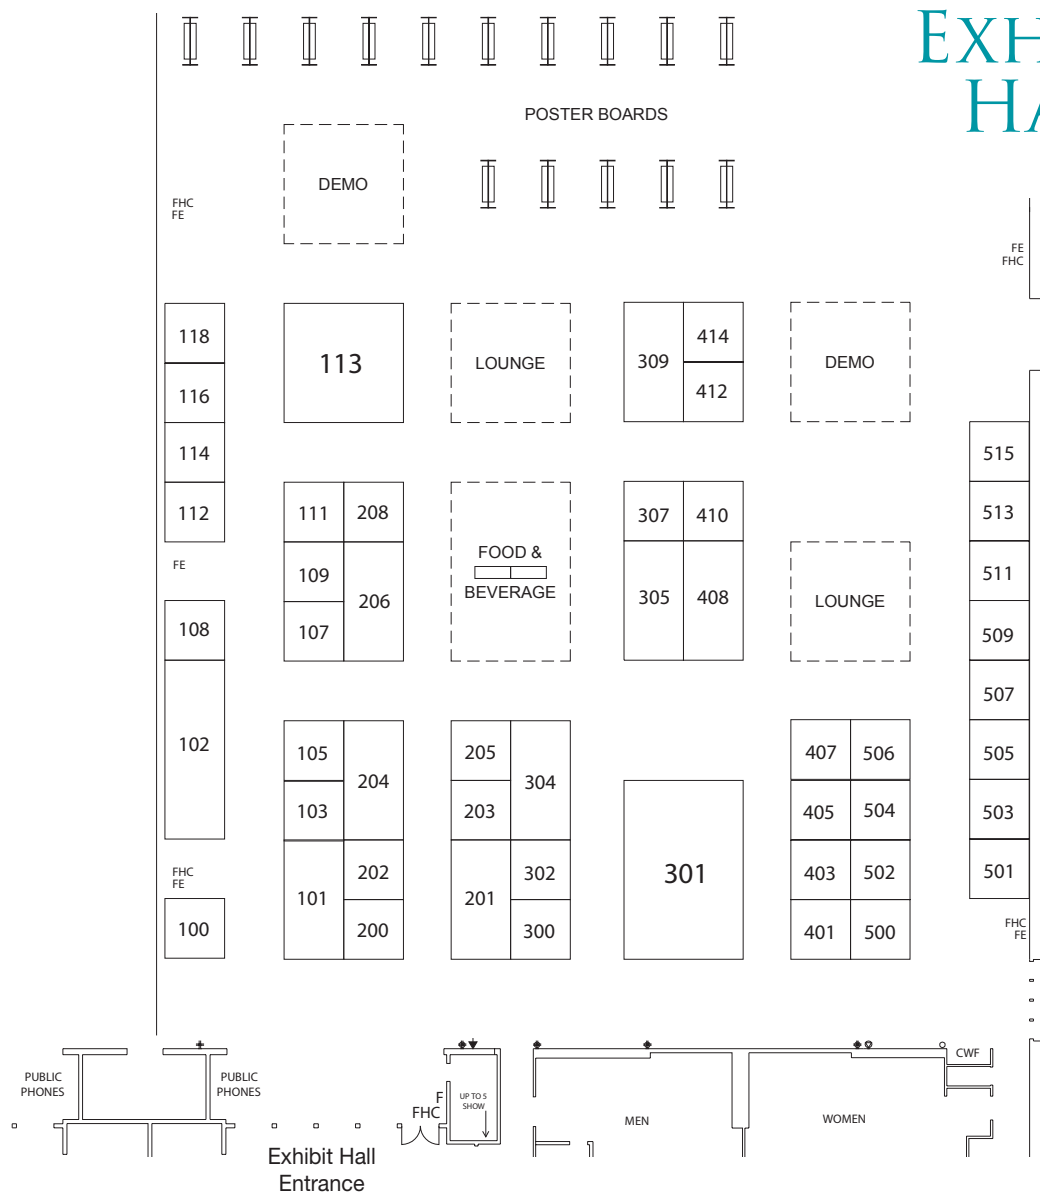 EXH
HA
POSTER BOARDS
DEMO
FHC
FE
FE
FHC
118
113
LOUNGE
309
414
DEMO
116
412
114
515
112
111
208
307
410
513
FOOD &
FE
109
511
BEVERAGE
206
305
408
LOUNGE
108
107
509
507
102
105
205
407
506
505
204
304
103
203
405
504
503
FHC
FE
202
302
301
403
502
501
101
201
100
200
300
401
500
FHC
FE
PUBLIC
PHONES
PUBLIC
PHONES
CWF
UP TO 5
SHOW
F
FHC
MEN
WOMEN
Exhibit Hall
Entrance